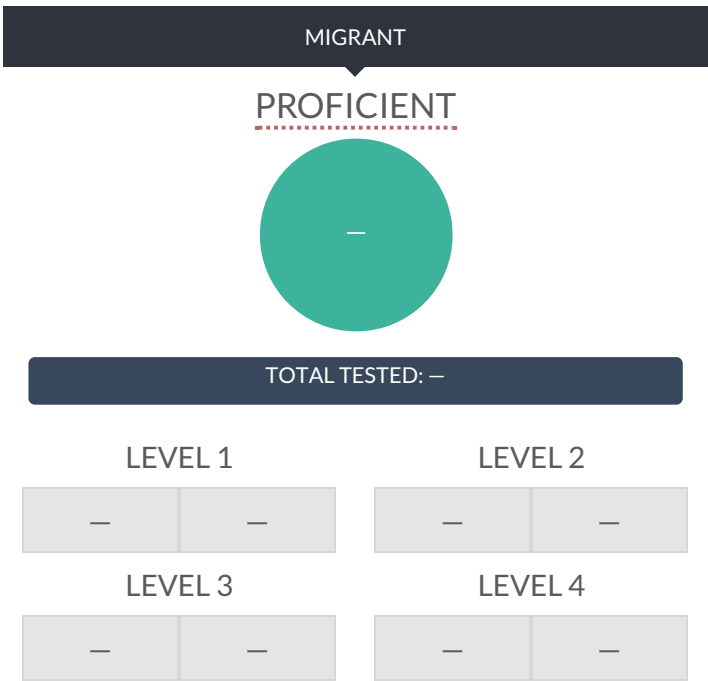 MIGRANT
PROFICIENT
—
TOTAL TESTED: —
LEVEL 1
— —
LEVEL 2
— —
LEVEL 3
— —
LEVEL 4
— —